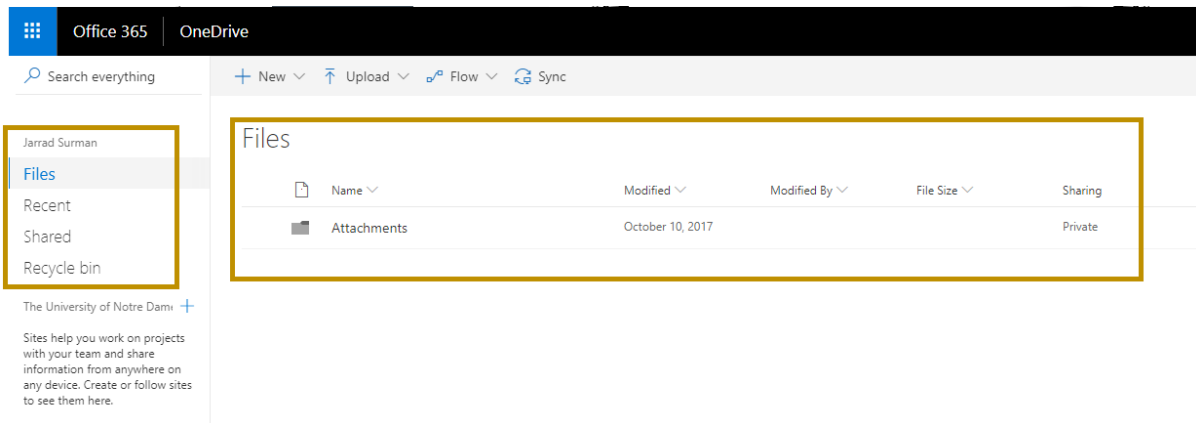 Office 365 OneDrive
Search everything
New Upload Flow Sync
Jarrad Surman
Files
Recent
Shared
Recycle bin
The University of Notre Dame
Sites help you work on projects
with your team and share
information from anywhere on
any device. Create or follow sites
to see them here.
Files
Name Modified Modified By File Size Sharing
Attachments October 10, 2017 Private